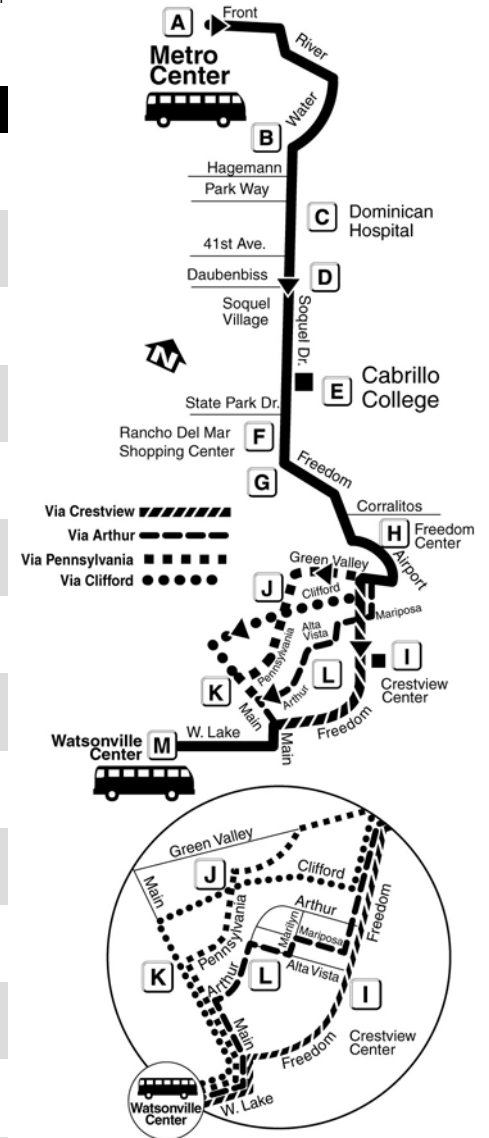 A
Front
River
Metro
Center
Water
B
Hagemann
Park Way
C
Dominican
Hospital
41st Ave.
Daubenbiss
D
Soquel
Village
Soquel Dr.
N
E
Cabrillo
College
State Park Dr.
Rancho Del Mar
Shopping Center
F
G
Freedom
Corralitos
H
Freedom
Center
Airport
Via Crestview
Via Arthur
Via Pennsylvania
Via Clifford
Green Valley
J
Clifford
Mariposa
Alta
Vista
Pennsylvania
I
Crestview
Center
L
Arthur
K
Main
Freedom
W. Lake
Main
Watsonville
Center
M
Green Valley
J
Clifford
Main
Arthur
Marilyn
Mariposa
Freedom
Pennsylvania
K
Arthur
L
Alta Vista
I
Main
Crestview
Center
Freedom
W. Lake
Watsonville
Center